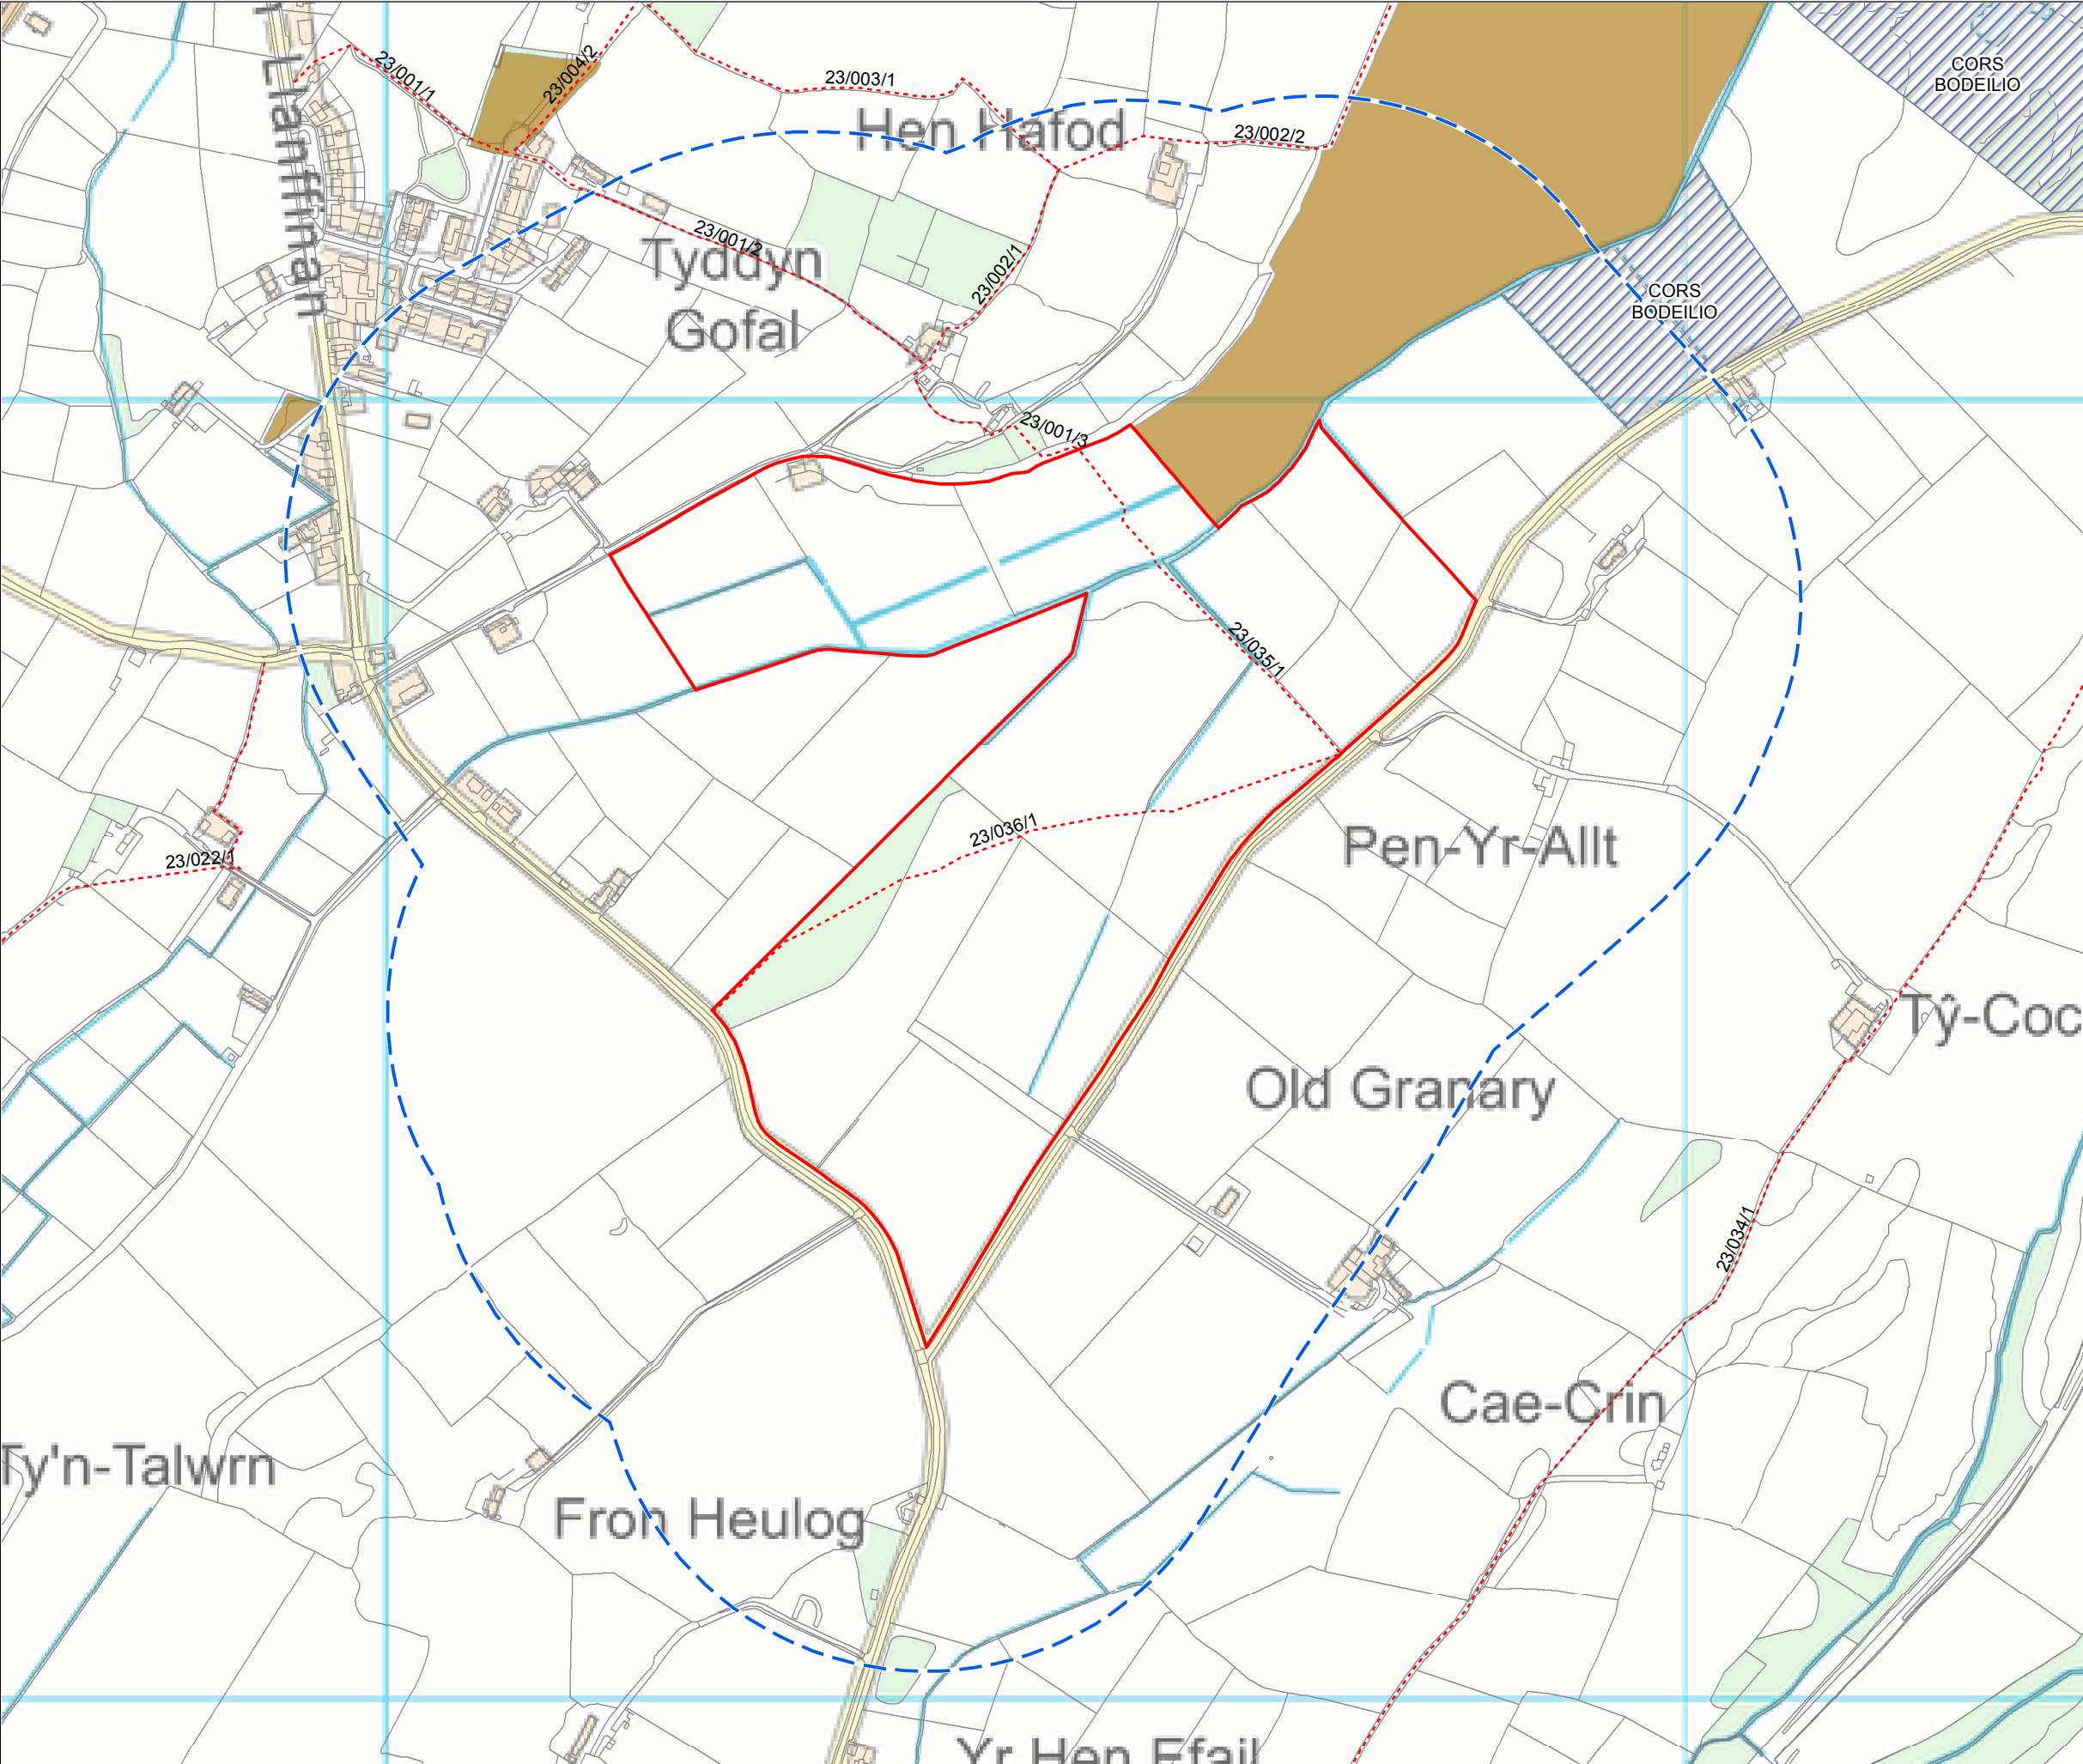 CORS
BODEILIO
23/001/1
23/004/2
23/003/1
Hen Hafod
23/002/2
Llanffinan
23/001/2
Tyddyn
Gofal
23/002/1
CORS
BODEILIO
23/001/3
23/035/1
23/036/1
Pen-Yr-Allt
23/022/1
Tŷ-Coc
Old Granary
23/034/1
Cae-Crin
Ty'n-Talwrn
Fron Heulog
Yr Hen Efail